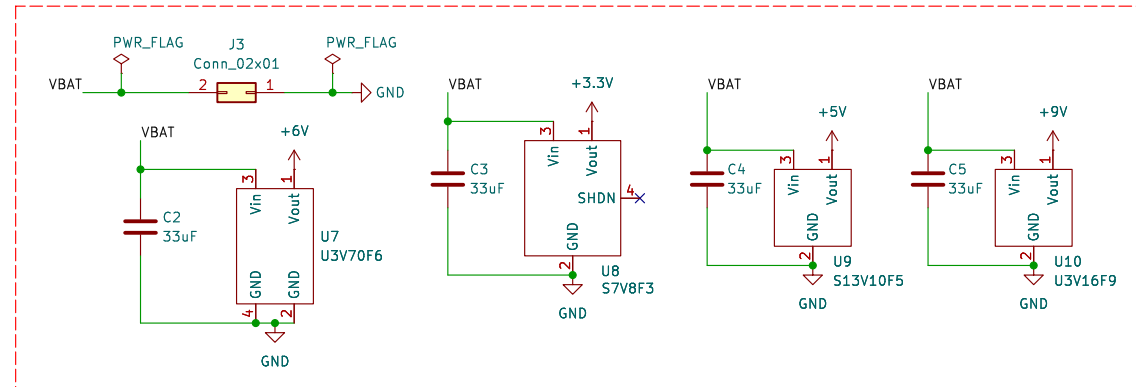 PWR_FLAG
J3
Conn_02x01
PWR_FLAG
VBAT
2
1
GND
VBAT
+6V
3
1
Vin
Vout
C2
33uF
U7
U3V70F6
GND
GND
4
2
GND
VBAT
+3.3V
3
1
Vin
Vout
C3
33uF
SHDN
4
GND
2
U8
S7V8F3
GND
VBAT
+5V
3
1
Vin
Vout
C4
33uF
GND
2
U9
S13V10F5
GND
VBAT
+9V
3
1
Vin
Vout
C5
33uF
GND
2
U10
U3V16F9
GND